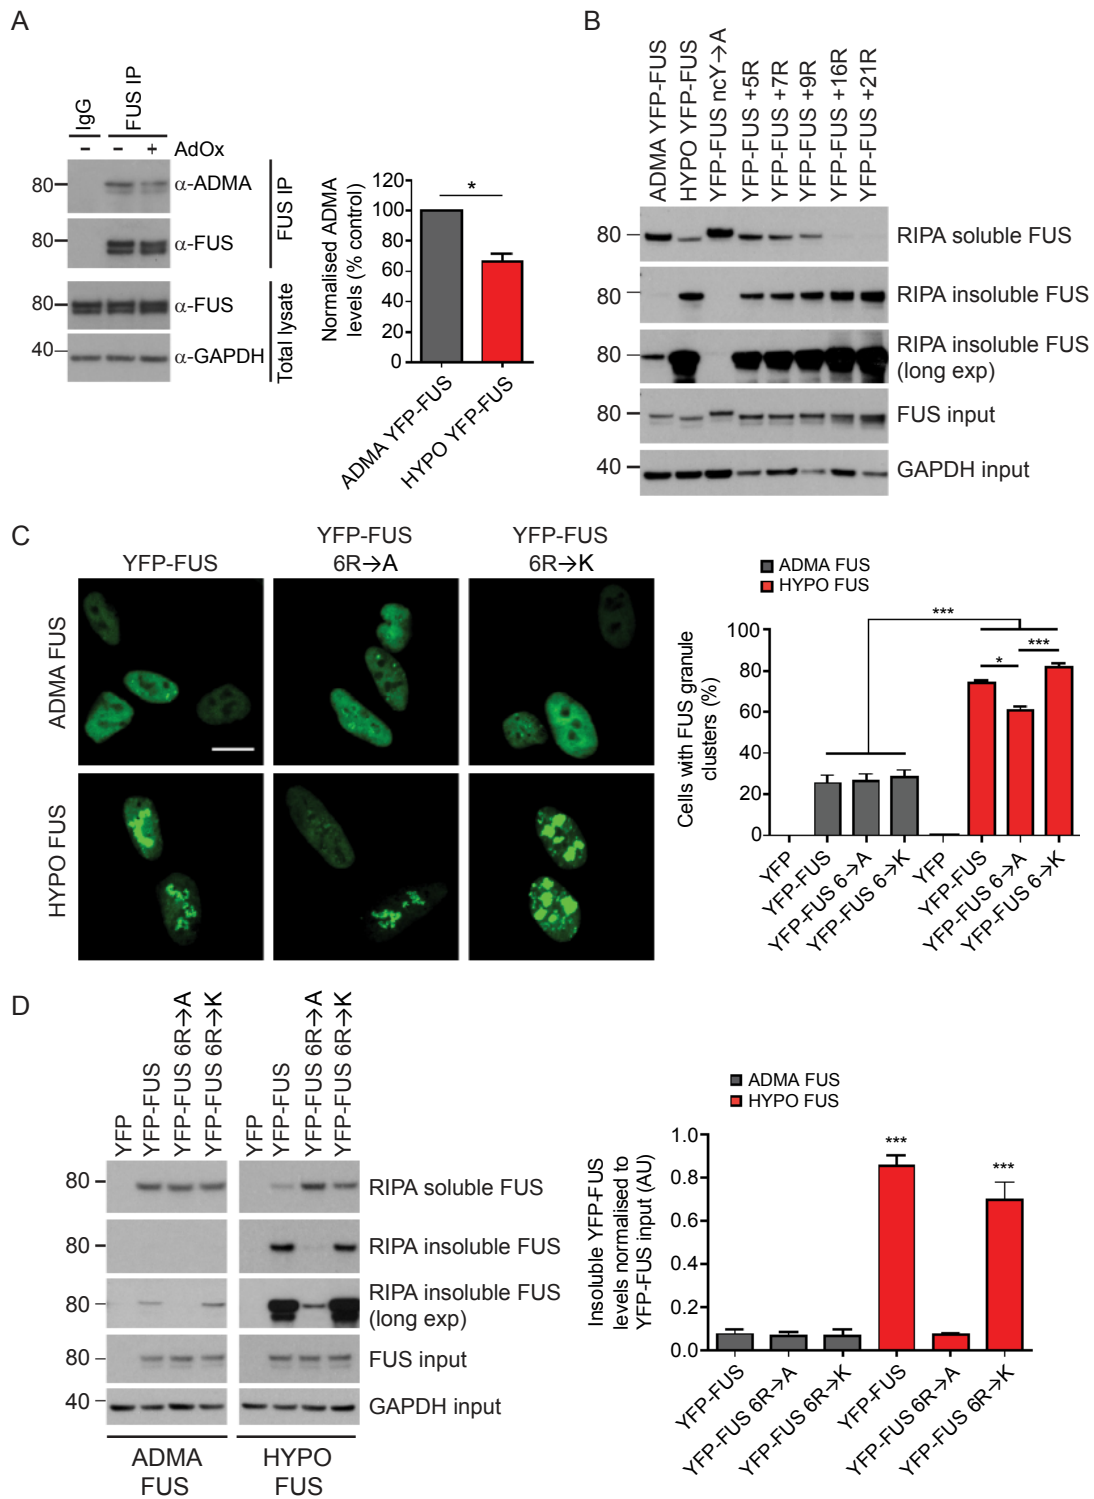 A
IgG
FUS IP
- - + AdOx
80 α-ADMA
80 α-FUS
FUS IP
80 α-FUS
40 α-GAPDH
Total lysate
Normalised ADMA
levels (% control)
120
100
80
60
40
20
0
*
ADMA YFP-FUS
HYPO YFP-FUS
B
ADMA YFP-FUS
HYPO YFP-FUS
YFP-FUS ncY→A
YFP-FUS +5R
YFP-FUS +7R
YFP-FUS +9R
YFP-FUS +16R
YFP-FUS +21R
80 RIPA soluble FUS
80 RIPA insoluble FUS
80 RIPA insoluble FUS
(long exp)
80 FUS input
40 GAPDH input
C
YFP-FUS
YFP-FUS
6R→A
YFP-FUS
6R→K
ADMA FUS
HYPO FUS
ADMA FUS
HYPO FUS
Cells with FUS granule
clusters (%)
100
80
60
40
20
0
***
*
***
YFP
YFP-FUS
YFP-FUS 6→A
YFP-FUS 6→K
YFP
YFP-FUS
YFP-FUS 6→A
YFP-FUS 6→K
D
YFP
YFP-FUS
YFP-FUS 6R→A
YFP-FUS 6R→K
YFP
YFP-FUS
YFP-FUS 6R→A
YFP-FUS 6R→K
80 RIPA soluble FUS
80 RIPA insoluble FUS
80 RIPA insoluble FUS
(long exp)
80 FUS input
40 GAPDH input
ADMA
FUS
HYPO
FUS
ADMA FUS
HYPO FUS
Insoluble YFP-FUS
levels normalised to
YFP-FUS input (AU)
1.0
0.8
0.6
0.4
0.2
0.0
***
***
YFP-FUS
YFP-FUS 6R→A
YFP-FUS 6R→K
YFP-FUS
YFP-FUS 6R→A
YFP-FUS 6R→K